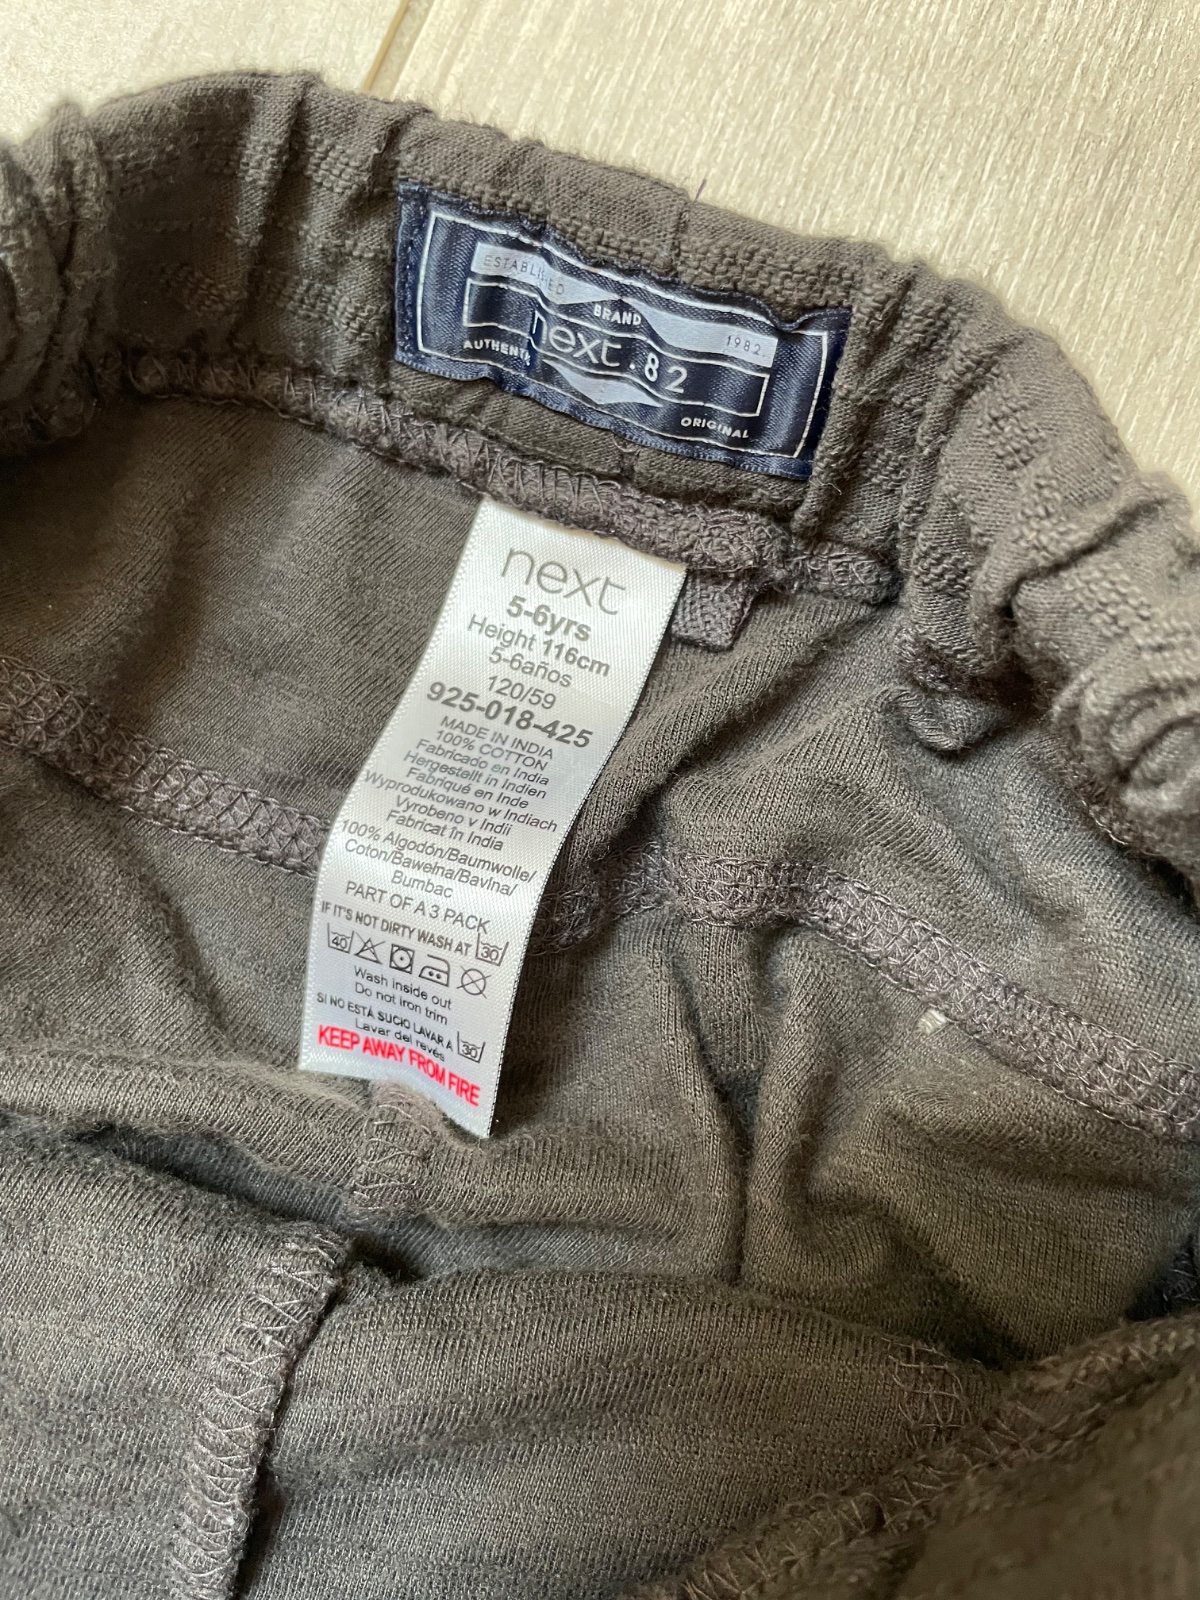 ESTABLISHED
BRAND
1982.
next.82
AUTHENTIC
ORIGINAL
next
5-6yrs
Height 116cm
5-6años
120/59
925-018-425
MADE IN INDIA
100% COTTON
Fabricado en India
Hergestellt in Indien
Fabriqué en Inde
Wyprodukowano w Indiach
Vyrobeno v Indii
Fabricat în India
100% Algodón/Baumwolle/
Coton/Bawełna/Bavlna/
Bumbac
PART OF A 3 PACK
IF IT'S NOT DIRTY WASH AT 30
40
Wash inside out
Do not iron trim
SI NO ESTÁ SUCIO LAVAR A 30
Lavar del revés
KEEP AWAY FROM FIRE